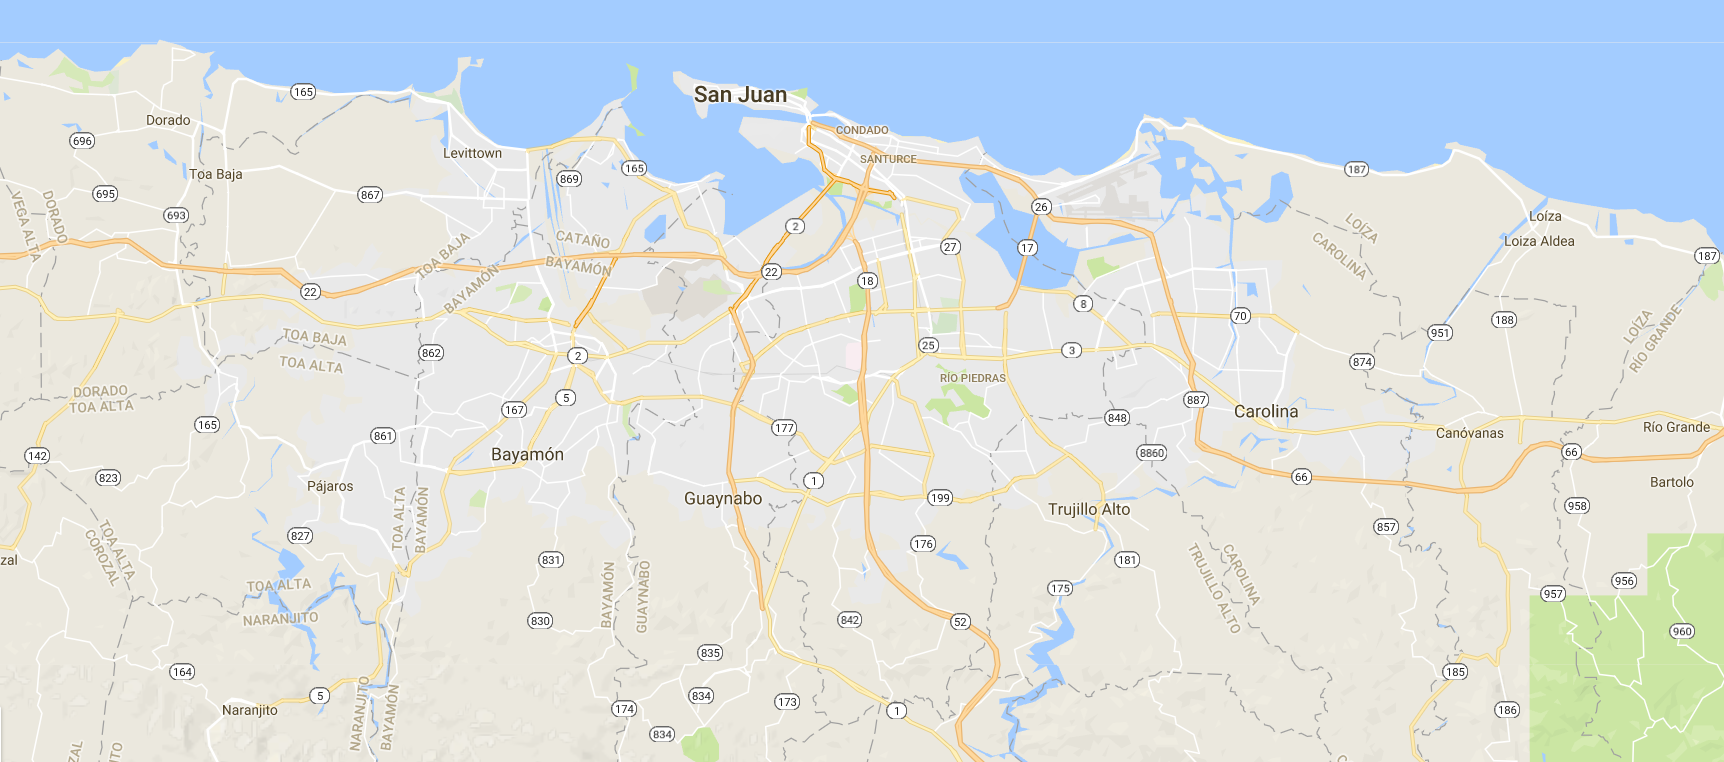 San Juan
165
Dorado
CONDADO
696
Levittown
SANTURCE
165
187
Toa Baja
869
695
867
26
693
DORADO
VEGA ALTA
Loíza
2
LOÍZA
CAROLINA
Loiza Aldea
CATAÑO
BAYAMÓN
TOA BAJA
BAYAMÓN
27
17
187
22
22
18
8
70
188
LOÍZA
RÍO GRANDE
951
TOA BAJA
TOA ALTA
862
2
25
3
874
RÍO PIEDRAS
DORADO
TOA ALTA
5
167
887
Carolina
848
165
861
177
Canóvanas
Río Grande
142
Bayamón
8860
66
823
Pájaros
1
66
Bartolo
Guaynabo
199
Trujillo Alto
958
TOA ALTA
BAYAMÓN
857
827
176
TOA ALTA
COROZAL
zal
831
181
TRUJILLO ALTO
CAROLINA
TOA ALTA
NARANJITO
BAYAMÓN
GUAYNABO
175
956
957
830
842
52
960
835
164
185
5
834
173
Naranjito
NARANJITO
BAYAMÓN
174
1
186
834
ZAL
TO
C